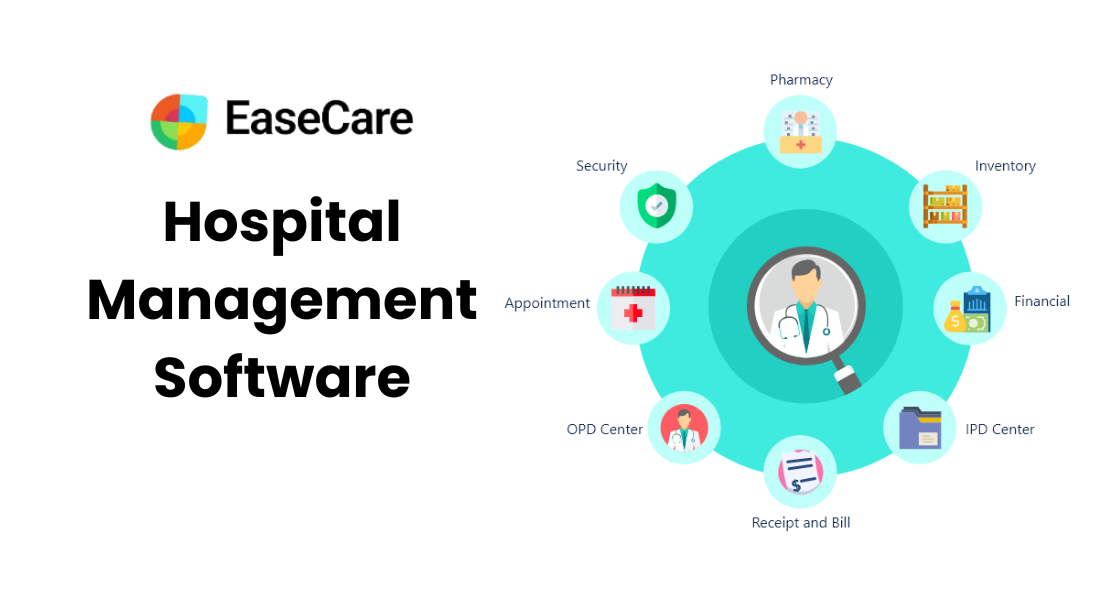 EaseCare
Hospital
Management
Software
Pharmacy
Security
Inventory
Appointment
Financial
OPD Center
IPD Center
Receipt and Bill